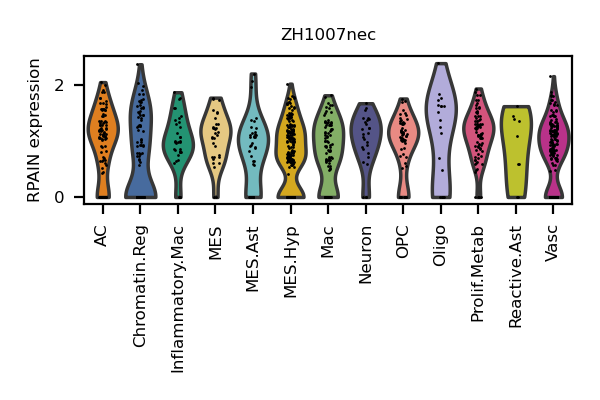 ZH1007nec
RPAIN expression
2
0
AC
Chromatin.Reg
Inflammatory.Mac
MES
MES.Ast
MES.Hyp
Mac
Neuron
OPC
Oligo
Prolif.Metab
Reactive.Ast
Vasc